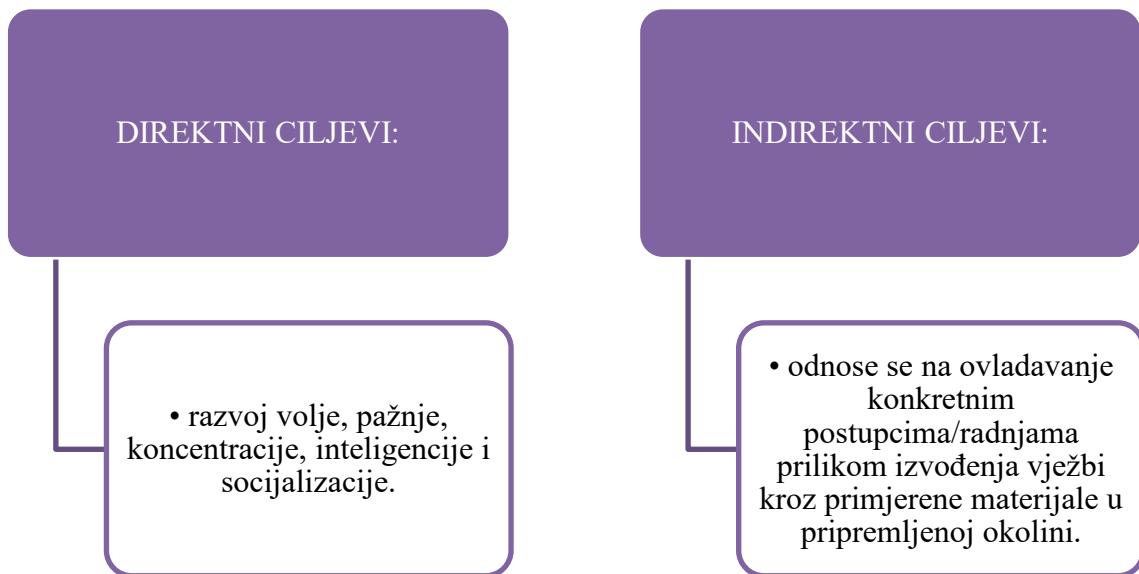 DIREKTNI CILJEVI:
• razvoj volje, pažnje,
koncentracije, inteligencije i
socijalizacije.
INDIREKTNI CILJEVI:
• odnose se na ovladavanje
konkretnim
postupcima/radnjama
prilikom izvođenja vježbi
kroz primjerene materijale u
pripremljenoj okolini.